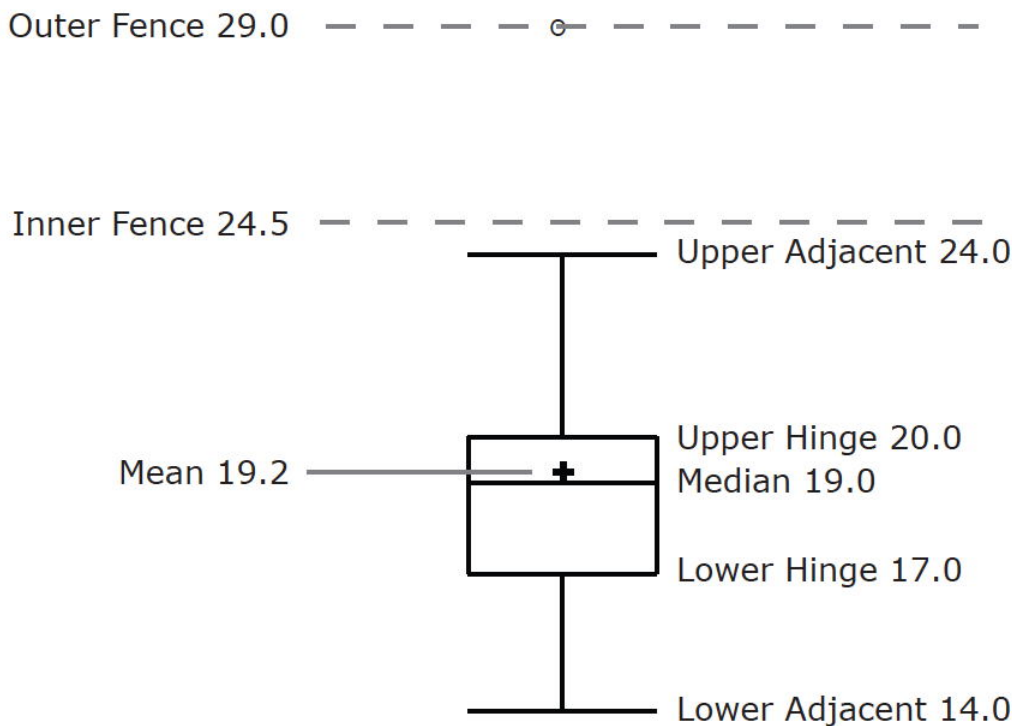 Outer Fence 29.0
Inner Fence 24.5
Upper Adjacent 24.0
Upper Hinge 20.0
Mean 19.2
Median 19.0
Lower Hinge 17.0
Lower Adjacent 14.0